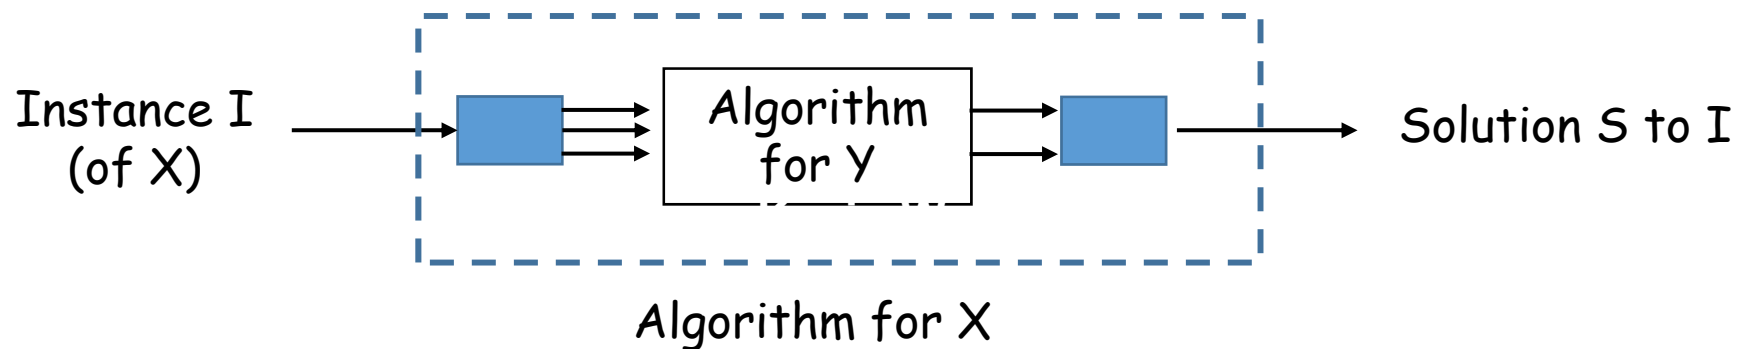 Instance I
(of X)
Algorithm
for Y
Solution S to I
Algorithm for X